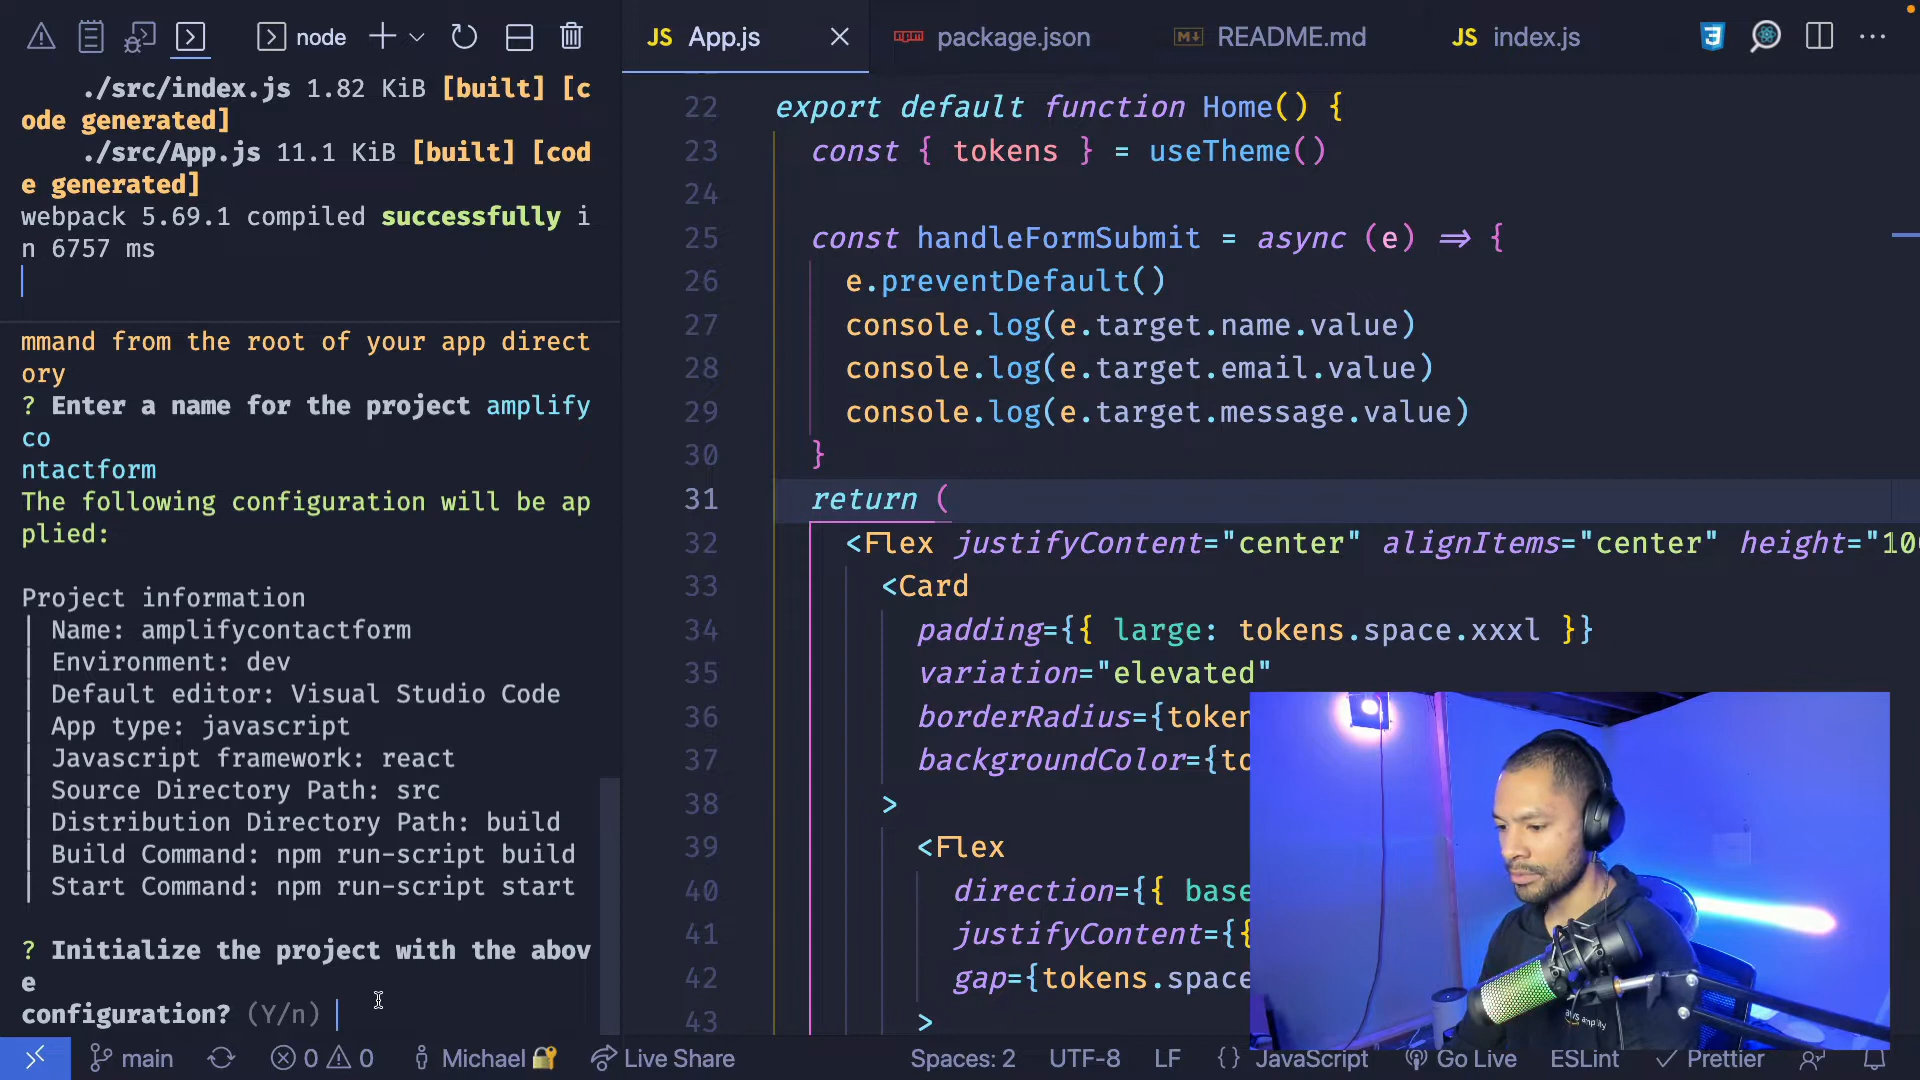 node
./src/index.js 1.82 KiB [built] [c
ode generated]
./src/App.js 11.1 KiB [built] [cod
e generated]
webpack 5.69.1 compiled successfully i
n 6757 ms
mmand from the root of your app direct
ory
? Enter a name for the project amplify
co
ntactform
The following configuration will be ap
plied:
Project information
| Name: amplifycontactform
| Environment: dev
| Default editor: Visual Studio Code
| App type: javascript
| Javascript framework: react
| Source Directory Path: src
| Distribution Directory Path: build
| Build Command: npm run-script build
| Start Command: npm run-script start
? Initialize the project with the abov
e
configuration? (Y/n)
JS App.js
npm package.json
README.md
JS index.js
22 export default function Home() {
23 const { tokens } = useTheme()
24
25 const handleFormSubmit = async (e) => {
26 e.preventDefault()
27 console.log(e.target.name.value)
28 console.log(e.target.email.value)
29 console.log(e.target.message.value)
30 }
31 return (
32 <Flex justifyContent="center" alignItems="center" height="10
33 <Card
34 padding={{ large: tokens.space.xxxl }}
35 variation="elevated"
36 borderRadius={token
37 backgroundColor={to
38 >
39 <Flex
40 direction={{ base
41 justifyContent={{
42 gap={tokens.space
43 >
aws amplify
main
0
0
Michael
Live Share
Spaces: 2
UTF-8
LF
{} JavaScript
Go Live
ESLint
Prettier